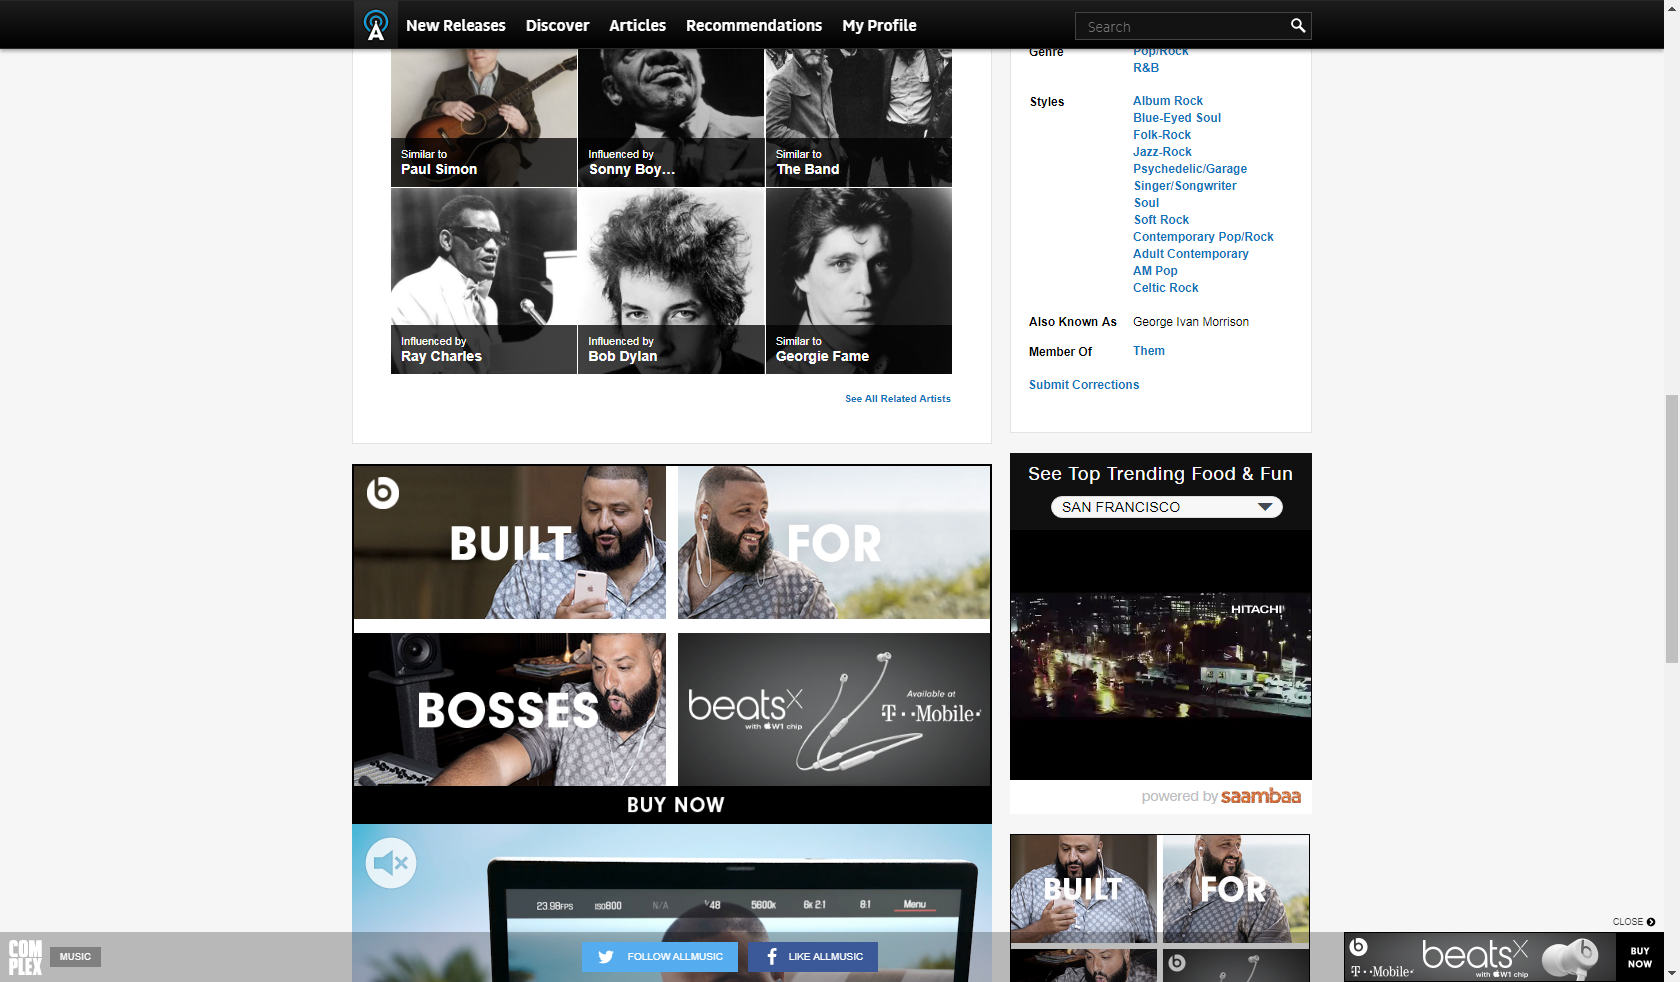 New Releases
Discover
Articles
Recommendations
My Profile
Search
Similar to
Paul Simon
Influenced by
Sonny Boy...
Similar to
The Band
Influenced by
Ray Charles
Influenced by
Bob Dylan
Similar to
Georgie Fame
See All Related Artists
Genre
Pop/Rock
R&B
Styles
Album Rock
Blue-Eyed Soul
Folk-Rock
Jazz-Rock
Psychedelic/Garage
Singer/Songwriter
Soul
Soft Rock
Contemporary Pop/Rock
Adult Contemporary
AM Pop
Celtic Rock
Also Known As
George Ivan Morrison
Member Of
Them
Submit Corrections
BUILT
FOR
BOSSES
beatsX
with W1 chip
Available at
T··Mobile·
BUY NOW
See Top Trending Food & Fun
SAN FRANCISCO
HITACHI
powered by saambaa
BUILT
FOR
23.98FPS
ISO800
N/A
1/48
5600K
6K 2:1
8:1
Menu
CLOSE
COM
PLEX
MUSIC
FOLLOW ALLMUSIC
LIKE ALLMUSIC
T··Mobile·
beatsX
with W1 chip
BUY
NOW